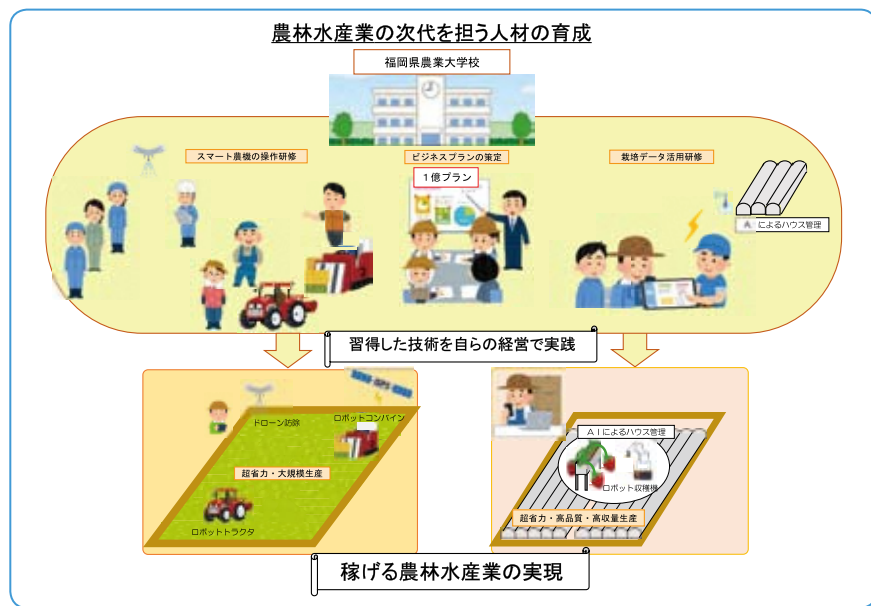 農林水産業の次代を担う人材の育成
福岡県農業大学校
スマート農機の操作研修
ビジネスプランの策定
栽培データ活用研修
1億プラン
A によるハウス管理
習得した技術を自らの経営で実践
GPS
ドローン防除
ロボットコンバイン
超省力・大規模生産
ロボットトラクタ
AIによるハウス管理
ロボット収穫機
超省力・高品質・高収量生産
稼げる農林水産業の実現